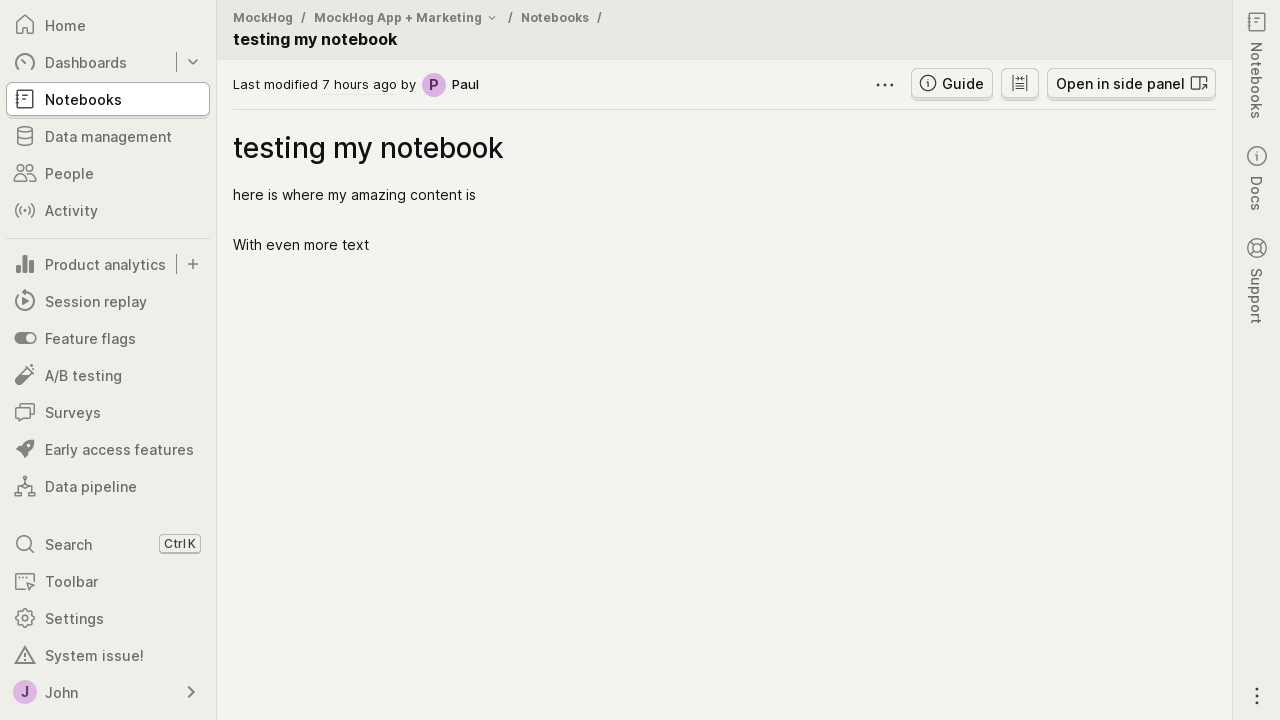 Home
Dashboards
Notebooks
Data management
People
Activity
Product analytics
Session replay
Feature flags
A/B testing
Surveys
Early access features
Data pipeline
Search Ctrl K
Toolbar
Settings
System issue!
J John
MockHog / MockHog App + Marketing / Notebooks /
testing my notebook
Last modified 7 hours ago by P Paul
Guide
Open in side panel
testing my notebook
here is where my amazing content is
With even more text
Notebooks
Docs
Support